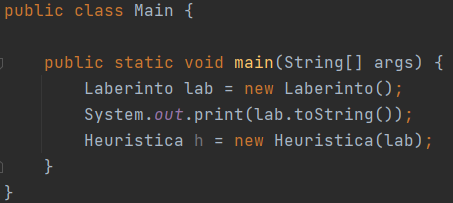 public class Main {
public static void main(String[] args) {
Laberinto lab = new Laberinto();
System.out.print(lab.toString());
Heuristica h = new Heuristica(lab);
}
}